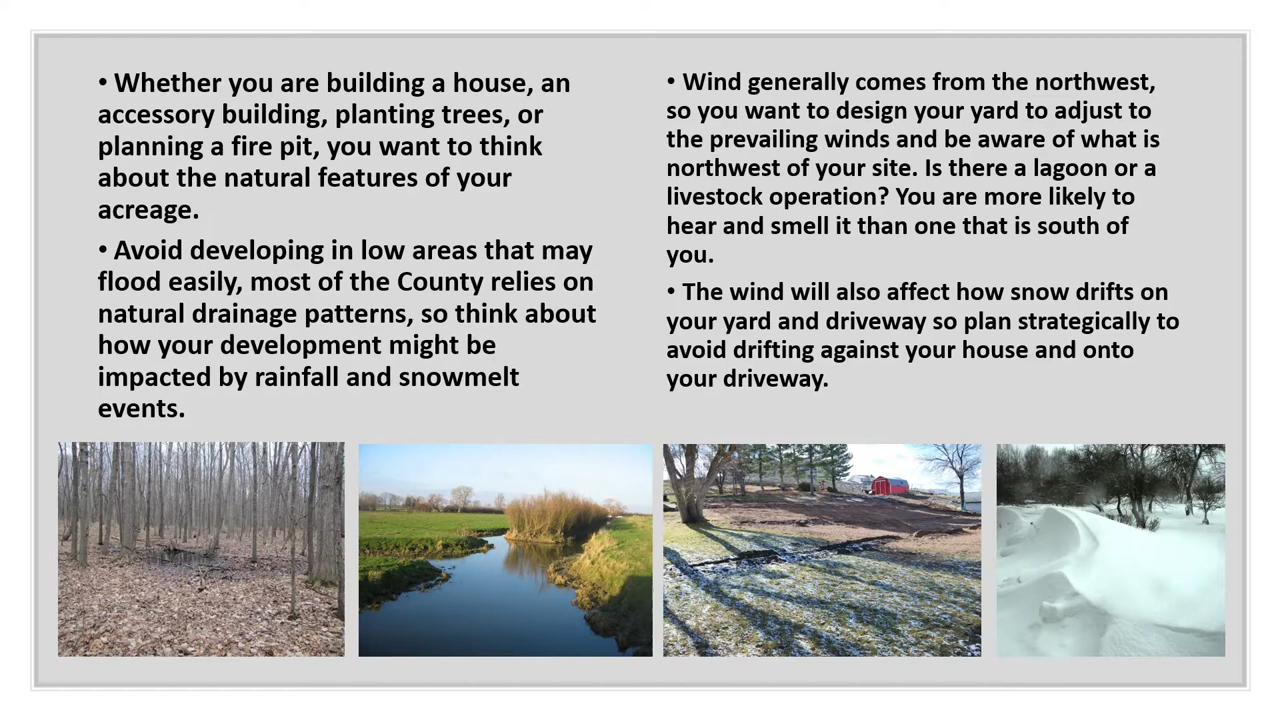 • Whether you are building a house, an
accessory building, planting trees, or
planning a fire pit, you want to think
about the natural features of your
acreage.
• Avoid developing in low areas that may
flood easily, most of the County relies on
natural drainage patterns, so think about
how your development might be
impacted by rainfall and snowmelt
events.
• Wind generally comes from the northwest,
so you want to design your yard to adjust to
the prevailing winds and be aware of what is
northwest of your site. Is there a lagoon or a
livestock operation? You are more likely to
hear and smell it than one that is south of
you.
• The wind will also affect how snow drifts on
your yard and driveway so plan strategically to
avoid drifting against your house and onto
your driveway.